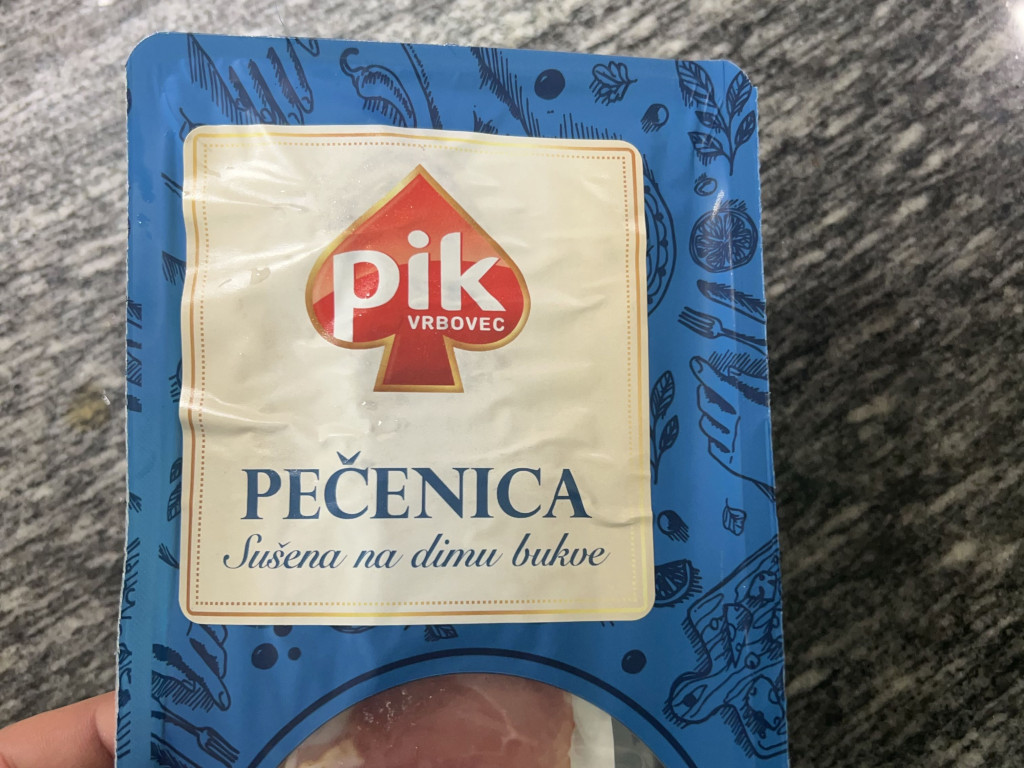 pik
VRBOVEC
PEČENICA
Sušena na dimu bukve